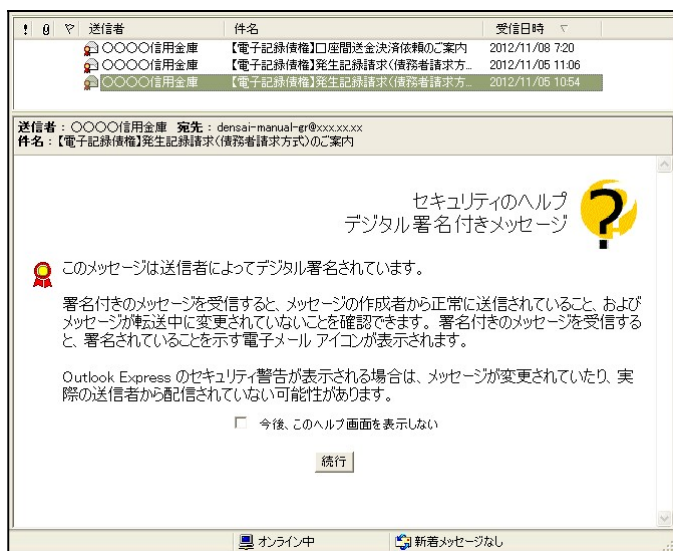 ! 送信者 件名 受信日時
〇〇〇〇信用金庫 【電子記録債権】口座間送金決済依頼のご案内 2012/11/08 7:20
〇〇〇〇信用金庫 【電子記録債権】発生記録請求(債務者請求方... 2012/11/05 11:06
〇〇〇〇信用金庫 【電子記録債権】発生記録請求(債務者請求方... 2012/11/05 10:54
送信者：〇〇〇〇信用金庫 宛先：densai-manual-gr@xxx.xx.xx
件名：【電子記録債権】発生記録請求(債務者請求方式)のご案内
セキュリティのヘルプ
デジタル署名付きメッセージ
このメッセージは送信者によってデジタル署名されています。
署名付きのメッセージを受信すると、メッセージの作成者から正常に送信されていること、および
メッセージが転送中に変更されていないことを確認できます。署名付きのメッセージを受信する
と、署名されていることを示す電子メール アイコンが表示されます。
Outlook Express のセキュリティ警告が表示される場合は、メッセージが変更されていたり、実
際の送信者から配信されていない可能性があります。
今後、このヘルプ画面を表示しない
続行
オンライン中 新着メッセージなし